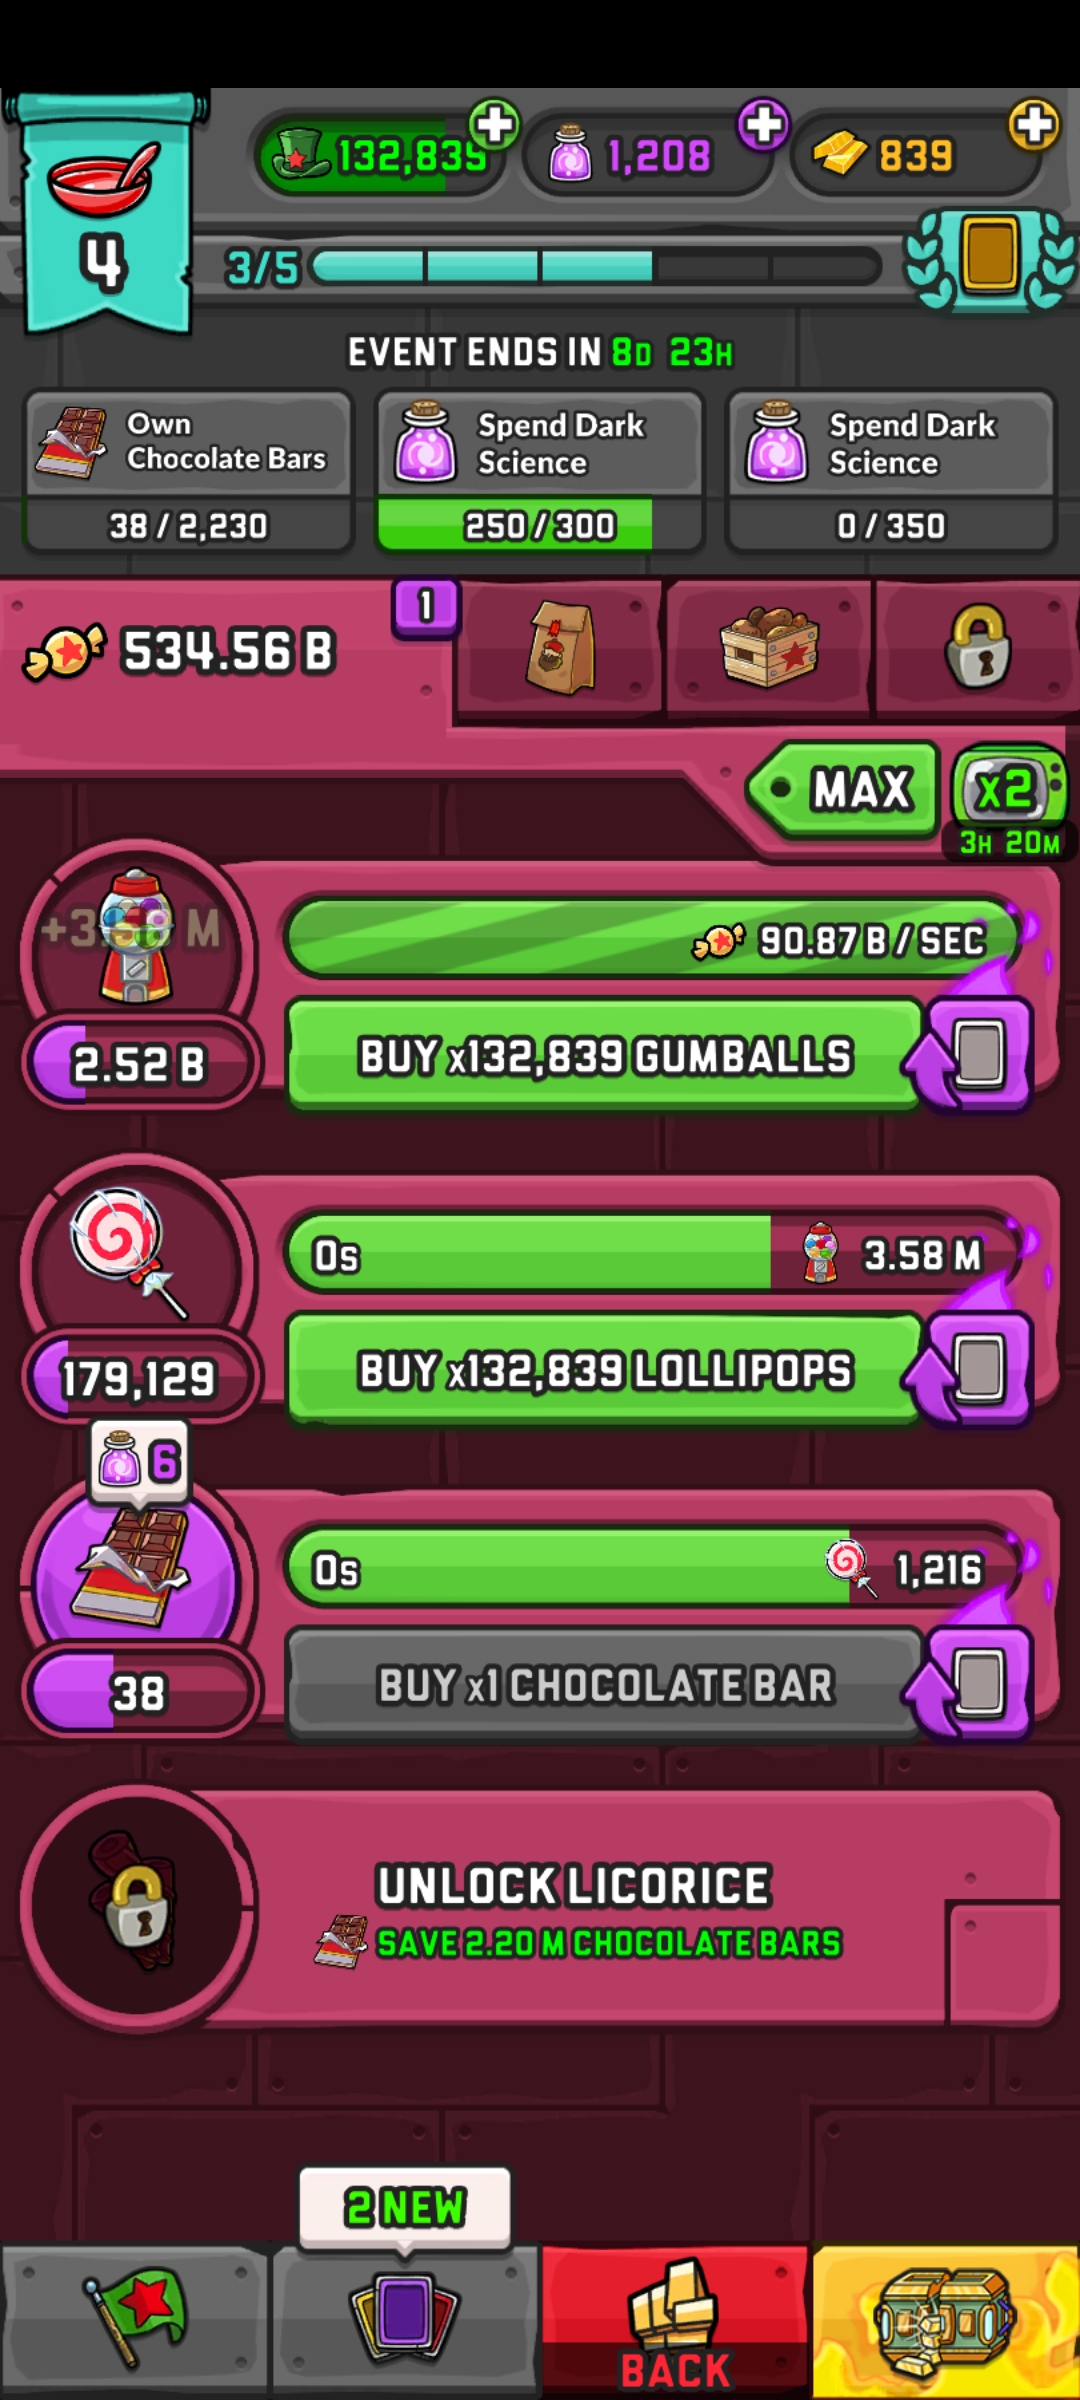 132,839
1,208
839
4
3/5
EVENT ENDS IN 8D 23H
Own
Chocolate Bars
38 / 2,230
Spend Dark
Science
250 / 300
Spend Dark
Science
0 / 350
534.56 B
1
MAX
x2
3H 20M
90.87 B / SEC
2.52 B
BUY x132,839 GUMBALLS
0s
3.58 M
179,129
BUY x132,839 LOLLIPOPS
6
0s
1,216
38
BUY x1 CHOCOLATE BAR
UNLOCK LICORICE
SAVE 2.20 M CHOCOLATE BARS
2 NEW
BACK